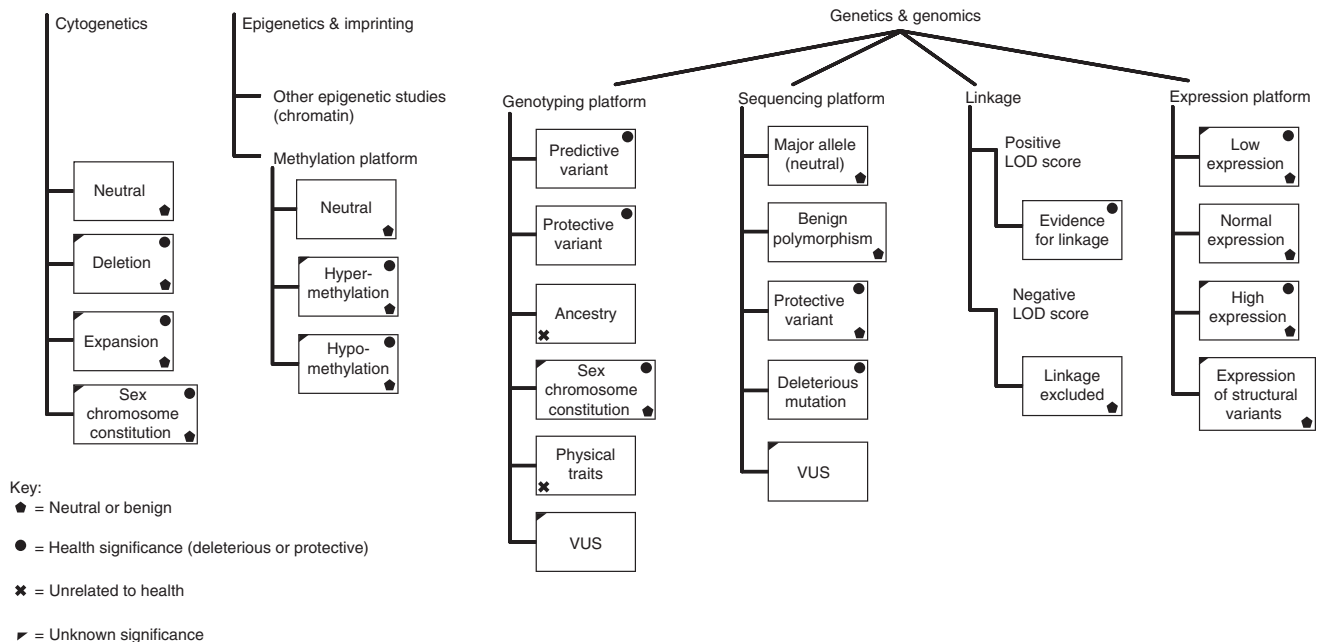 Cytogenetics
Neutral
Deletion
Expansion
Sex
chromosome
constitution
Epigenetics & imprinting
Other epigenetic studies
(chromatin)
Methylation platform
Neutral
Hyper-
methylation
Hypo-
methylation
Genetics & genomics
Genotyping platform
Predictive
variant
Protective
variant
Ancestry
Sex
chromosome
constitution
Physical
traits
VUS
Sequencing platform
Major allele
(neutral)
Benign
polymorphism
Protective
variant
Deleterious
mutation
VUS
Linkage
Positive
LOD score
Evidence
for linkage
Negative
LOD score
Linkage
excluded
Expression platform
Low
expression
Normal
expression
High
expression
Expression
of structural
variants
Key:
= Neutral or benign
= Health significance (deleterious or protective)
= Unrelated to health
= Unknown significance